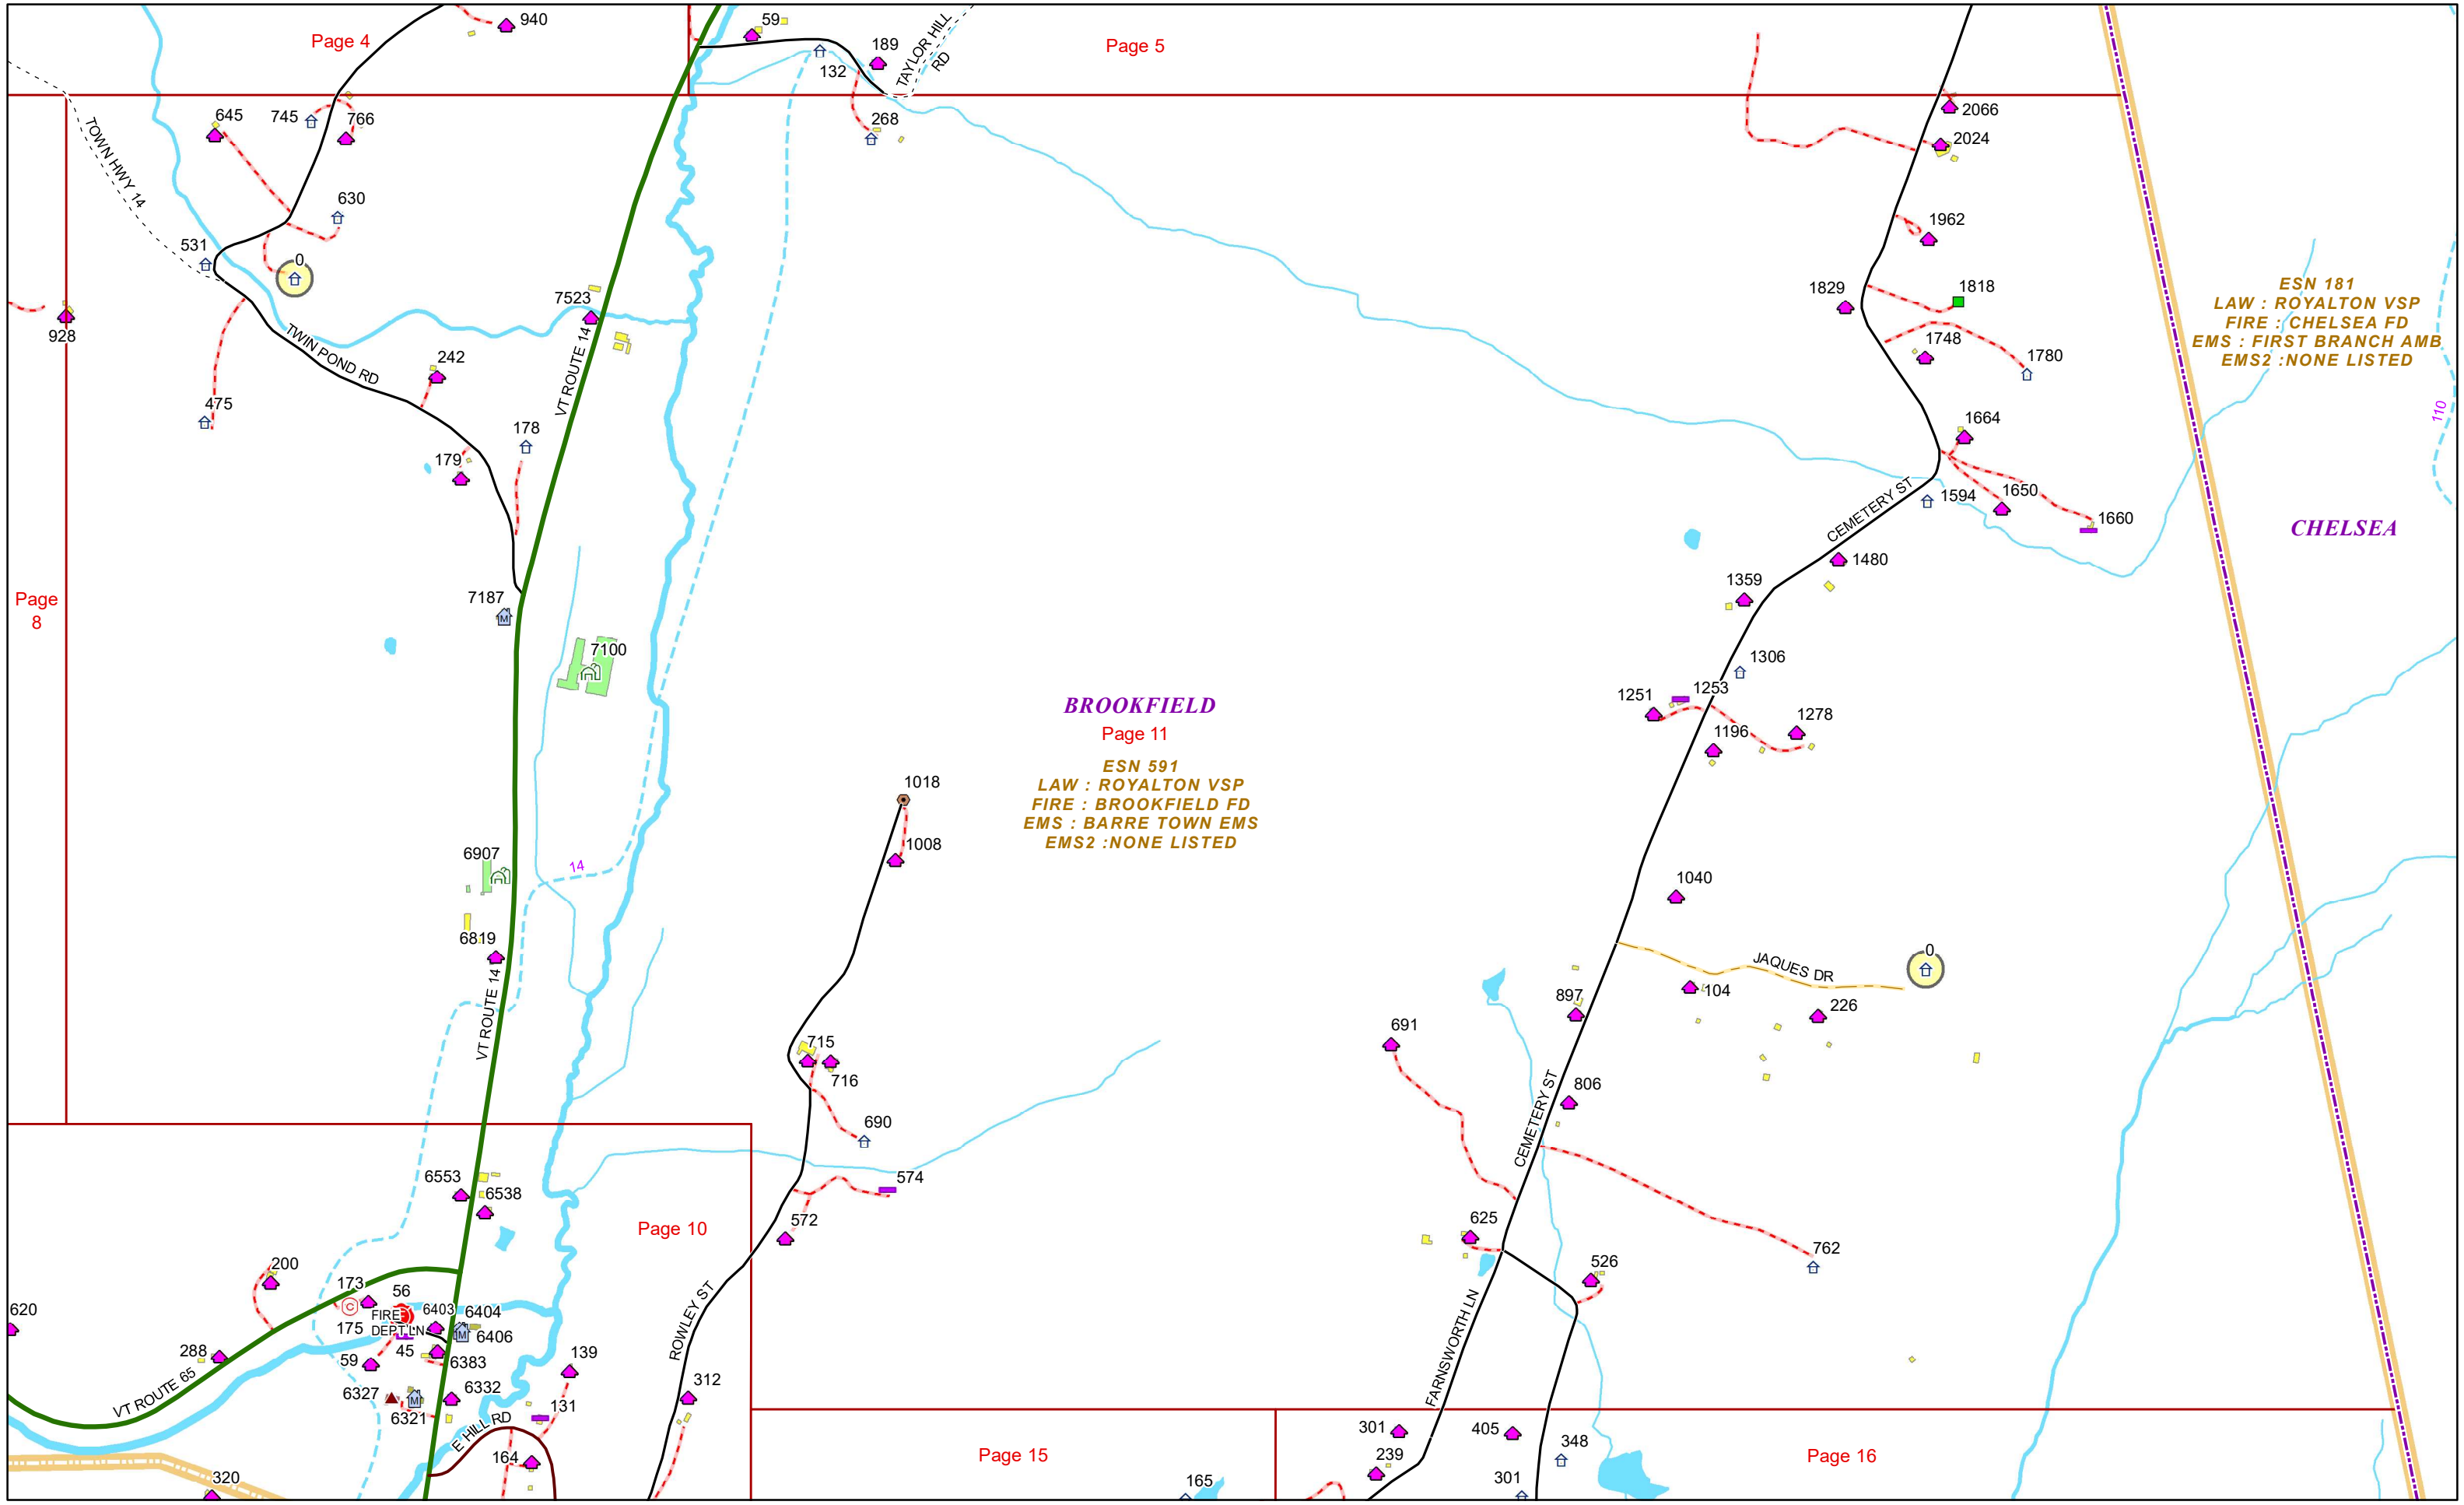 940
Page 4
59
189
132
TAYLOR HILL
RD
Page 5
645
745
766
268
2066
2024
TOWN HWY 14
630
531
0
1962
928
7523
VT ROUTE 14
1829
1818
1748
1780
ESN 181
LAW : ROYALTON VSP
FIRE : CHELSEA FD
EMS : FIRST BRANCH AMB
EMS2 :NONE LISTED
TWIN POND RD
242
475
178
179
110
1664
1650
1594
1660
CEMETERY ST
CHELSEA
1480
1359
Page
8
7187
M
7100
1306
1251
1253
1278
1196
BROOKFIELD
Page 11
ESN 591
LAW : ROYALTON VSP
FIRE : BROOKFIELD FD
EMS : BARRE TOWN EMS
EMS2 :NONE LISTED
1018
1008
6907
14
1040
6819
VT ROUTE 14
JAQUES DR
0
104
226
897
691
715
716
806
690
CEMETERY ST
574
572
6553
6538
Page 10
625
762
526
200
173
56
C
FIRE
DEPT LN
175
6403
6404
6406
M
620
288
59
45
6383
139
ROWLEY ST
FARNSWORTH LN
VT ROUTE 65
6327
M
6321
6332
312
131
E HILL RD
164
320
Page 15
165
301
239
405
348
301
Page 16